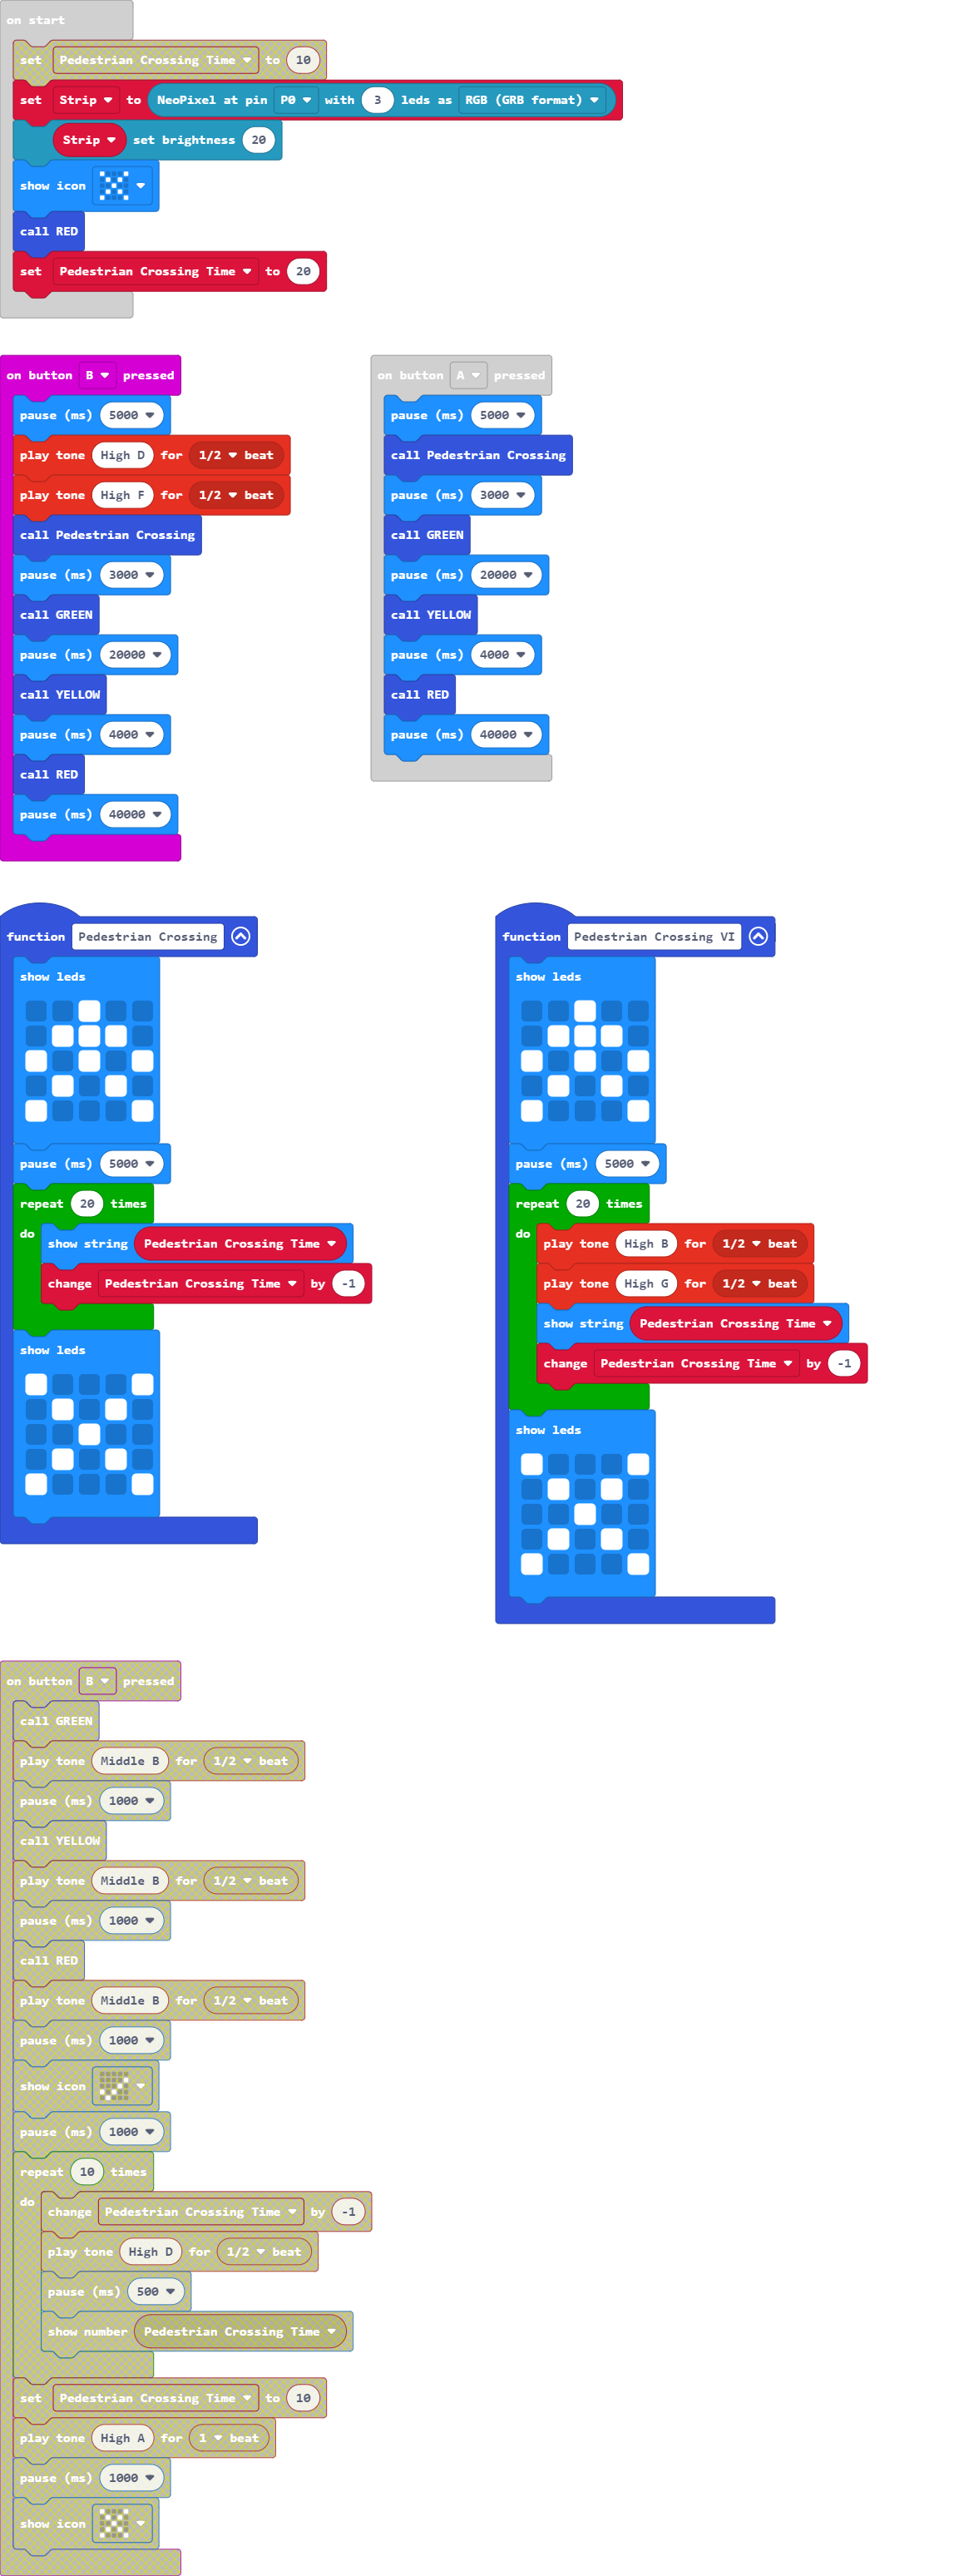 on start
set Pedestrian Crossing Time to 10
set Strip to NeoPixel at pin P0 with 3 leds as RGB (GRB format)
Strip set brightness 20
show icon
call RED
set Pedestrian Crossing Time to 20
on button B pressed
pause (ms) 5000
play tone High D for 1/2 beat
play tone High F for 1/2 beat
call Pedestrian Crossing
pause (ms) 3000
call GREEN
pause (ms) 20000
call YELLOW
pause (ms) 4000
call RED
pause (ms) 40000
on button A pressed
pause (ms) 5000
call Pedestrian Crossing
pause (ms) 3000
call GREEN
pause (ms) 20000
call YELLOW
pause (ms) 4000
call RED
pause (ms) 40000
function Pedestrian Crossing
show leds
pause (ms) 5000
repeat 20 times
do show string Pedestrian Crossing Time
change Pedestrian Crossing Time by -1
show leds
function Pedestrian Crossing VI
show leds
pause (ms) 5000
repeat 20 times
do play tone High B for 1/2 beat
play tone High G for 1/2 beat
show string Pedestrian Crossing Time
change Pedestrian Crossing Time by -1
show leds
on button B pressed
call GREEN
play tone Middle B for 1/2 beat
pause (ms) 1000
call YELLOW
play tone Middle B for 1/2 beat
pause (ms) 1000
call RED
play tone Middle B for 1/2 beat
pause (ms) 1000
show icon
pause (ms) 1000
repeat 10 times
do change Pedestrian Crossing Time by -1
play tone High D for 1/2 beat
pause (ms) 500
show number Pedestrian Crossing Time
set Pedestrian Crossing Time to 10
play tone High A for 1 beat
pause (ms) 1000
show icon